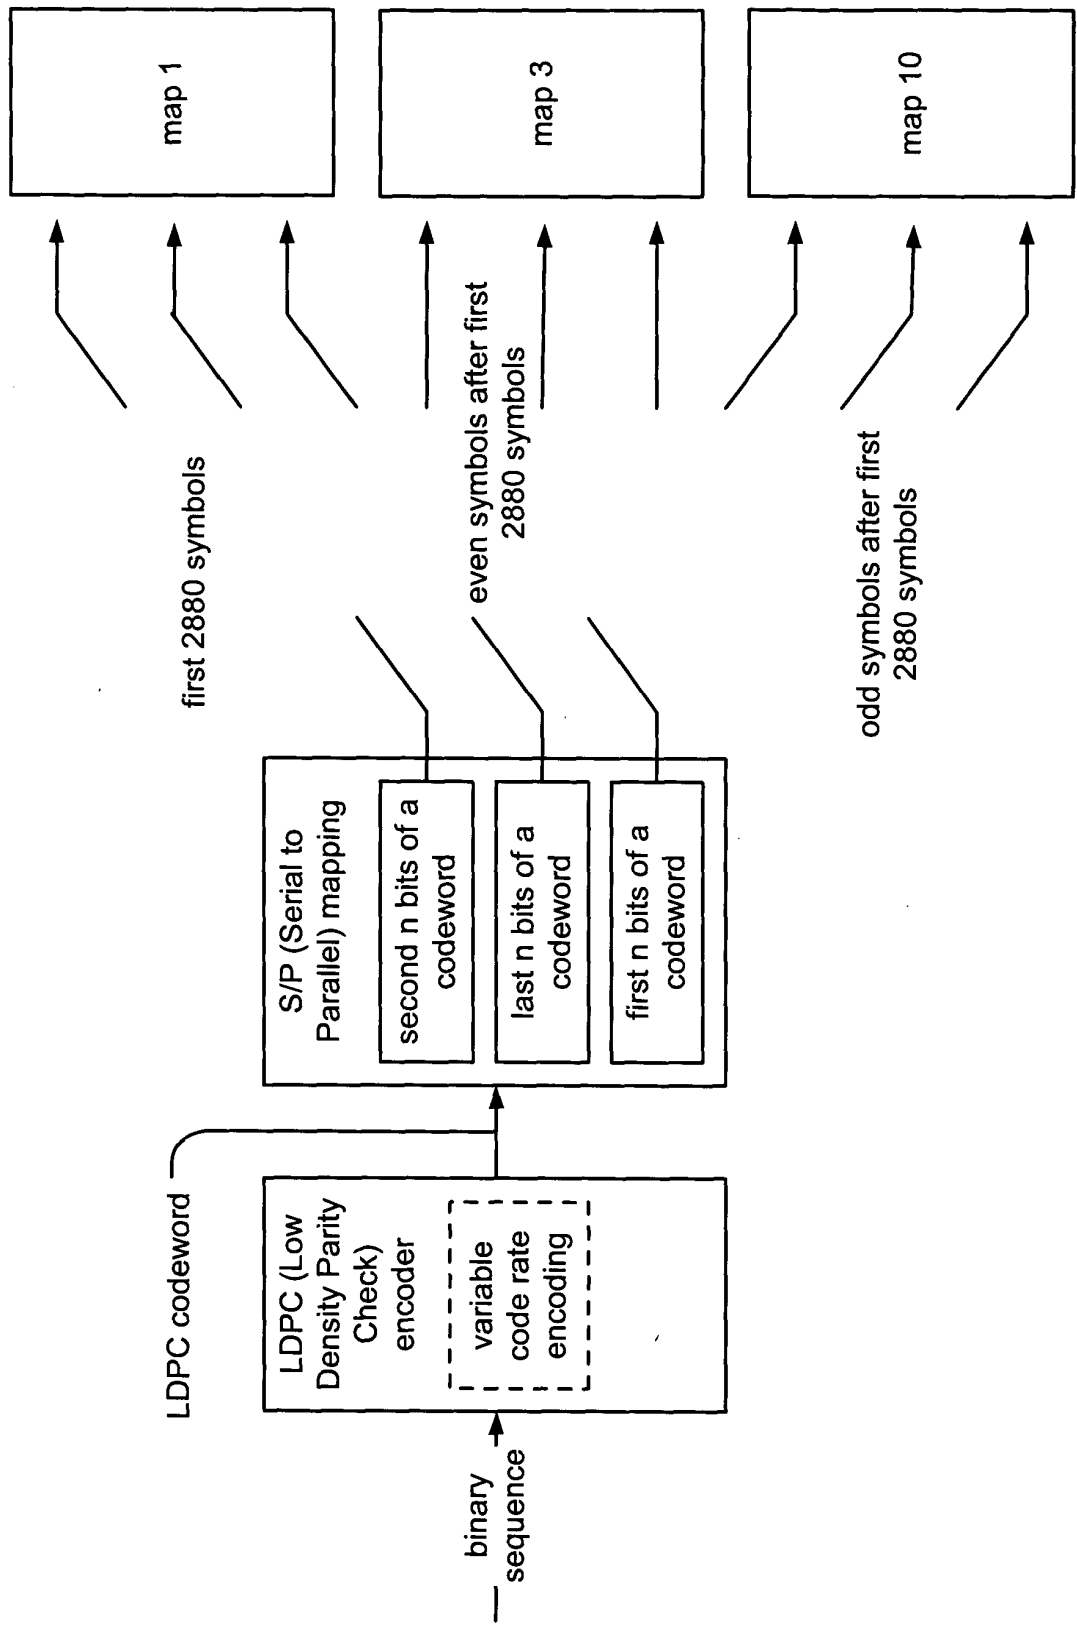 binary
sequence
LDPC codeword
LDPC (Low
Density Parity
Check)
encoder
variable
code rate
encoding
S/P (Serial to
Parallel) mapping
second n bits of a
codeword
last n bits of a
codeword
first n bits of a
codeword
first 2880 symbols
even symbols after first
2880 symbols
odd symbols after first
2880 symbols
map 1
map 3
map 10